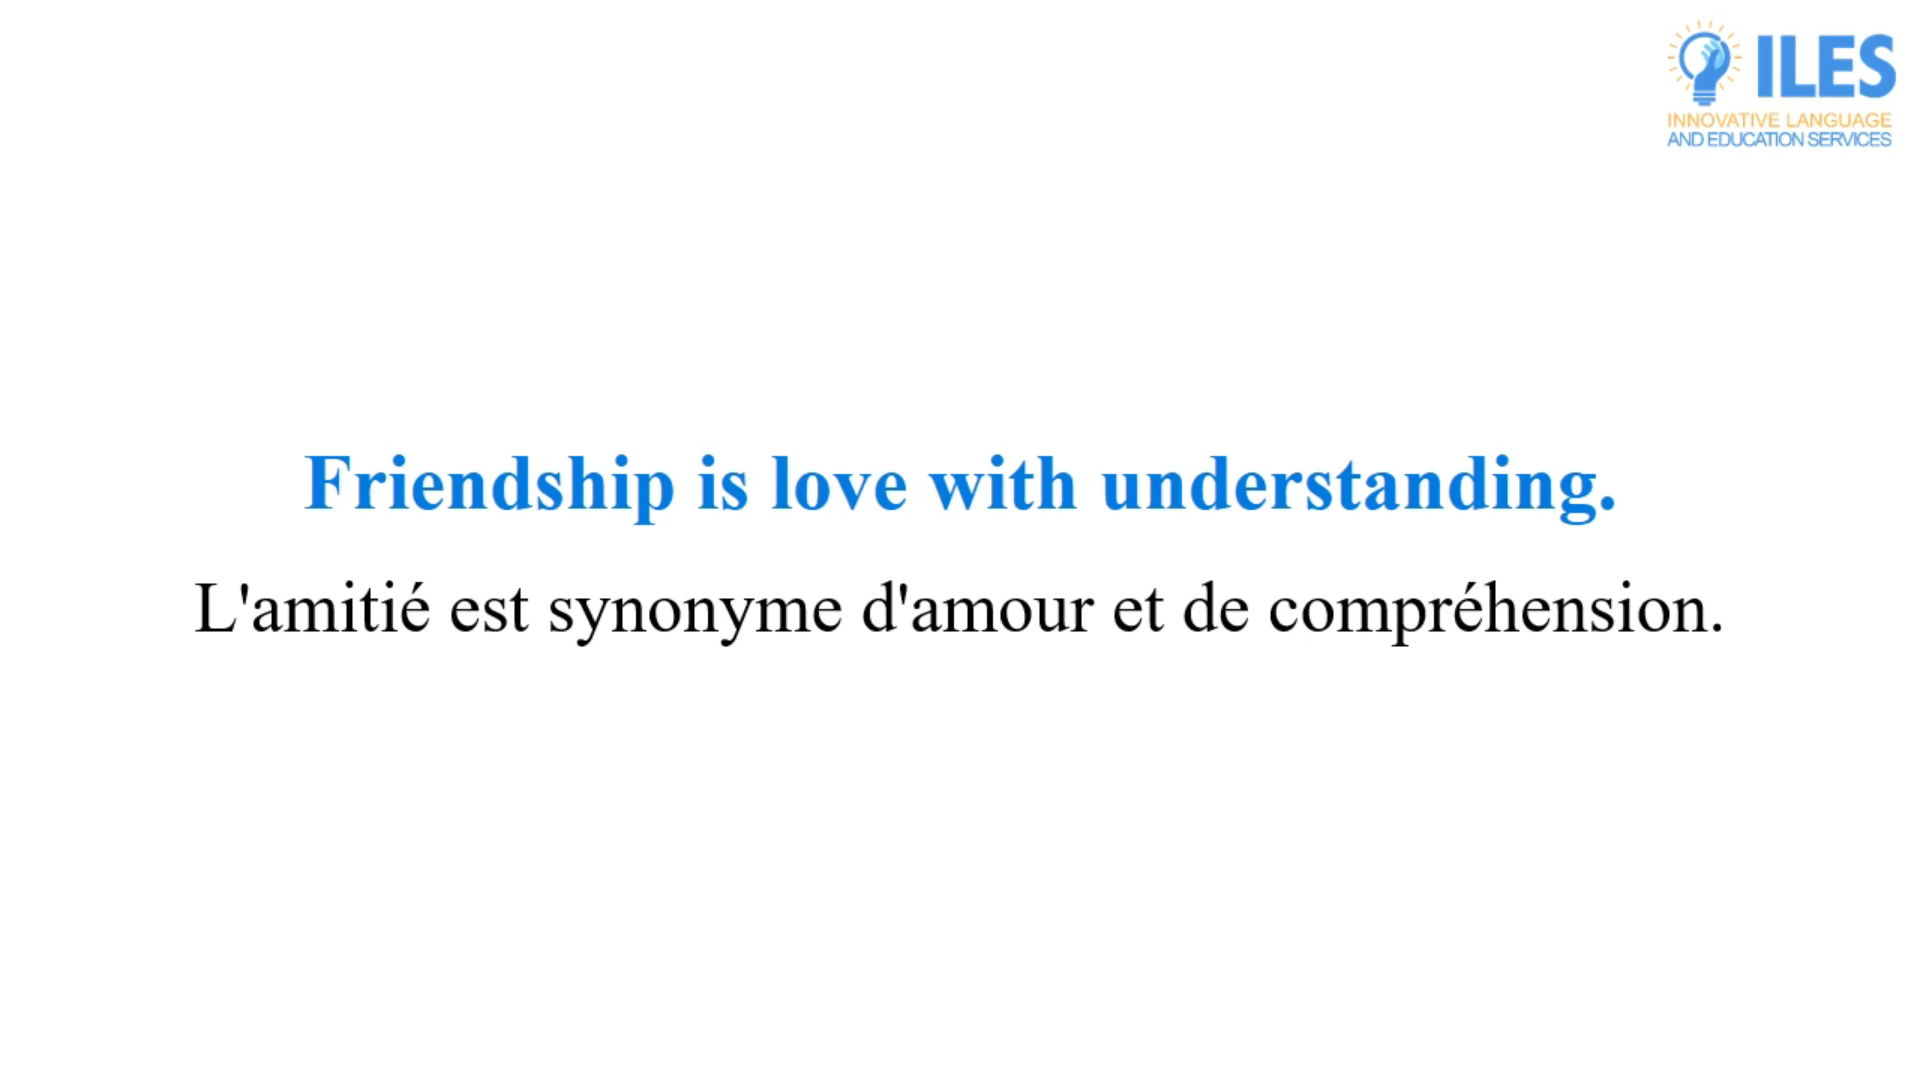 ILES
INNOVATIVE LANGUAGE
AND EDUCATION SERVICES
Friendship is love with understanding.
L'amitié est synonyme d'amour et de compréhension.